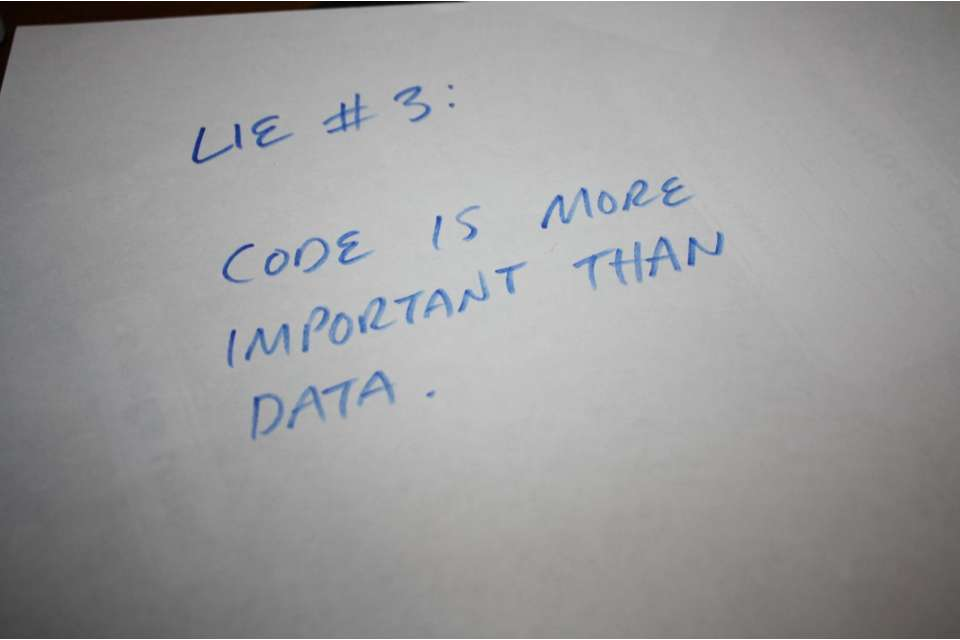 LIE # 3:
CODE IS MORE
IMPORTANT THAN
DATA.